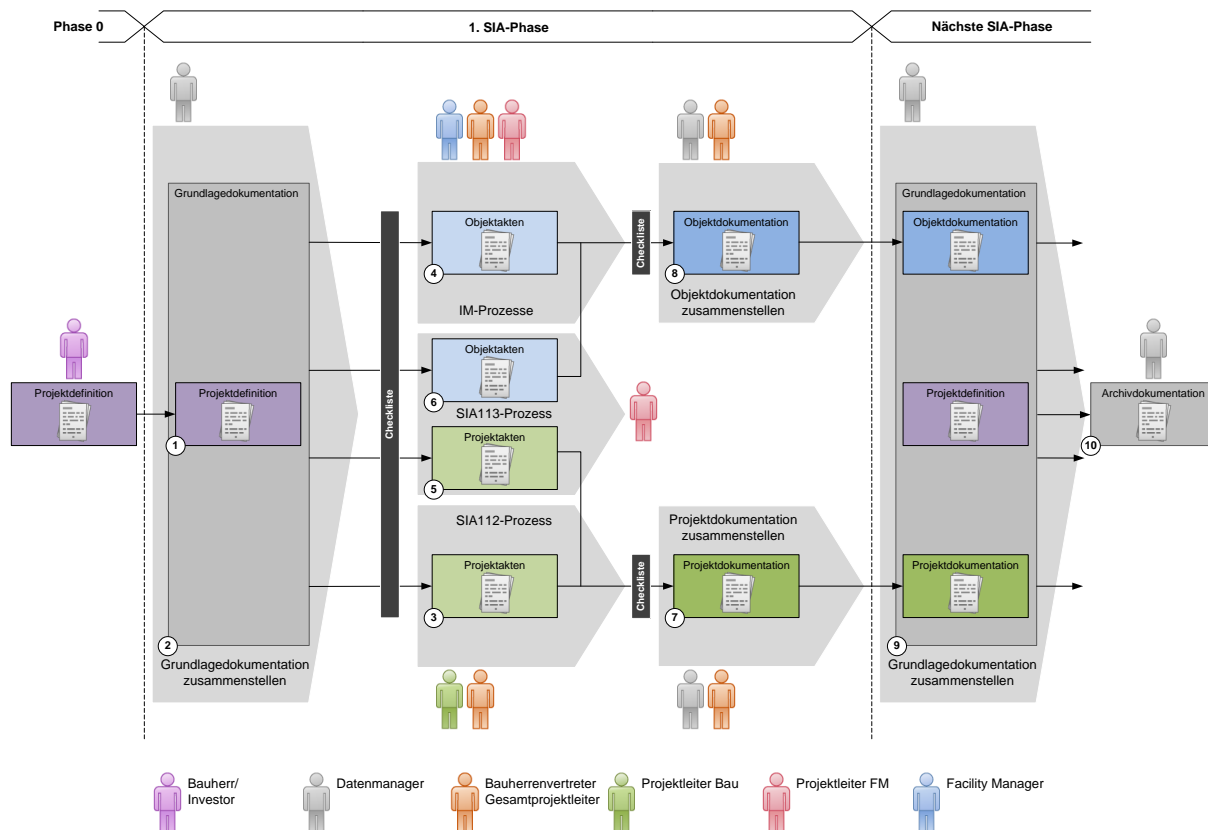 Phase 0
1. SIA-Phase
Nächste SIA-Phase
Grundlagedokumentation
Projektdefinition
Projektdefinition
1
2
Grundlagedokumentation
zusammenstellen
Checkliste
Objektakten
4
IM-Prozesse
Objektakten
6
SIA113-Prozess
Projektakten
5
SIA112-Prozess
Projektakten
3
Checkliste
Objektdokumentation
8
Objektdokumentation
zusammenstellen
Projektdokumentation
zusammenstellen
Checkliste
Projektdokumentation
7
Grundlagedokumentation
Objektdokumentation
Projektdefinition
Projektdokumentation
9
Grundlagedokumentation
zusammenstellen
Archivdokumentation
10
Bauherr/
Investor
Datenmanager
Bauherrenvertreter
Gesamtprojektleiter
Projektleiter Bau
Projektleiter FM
Facility Manager